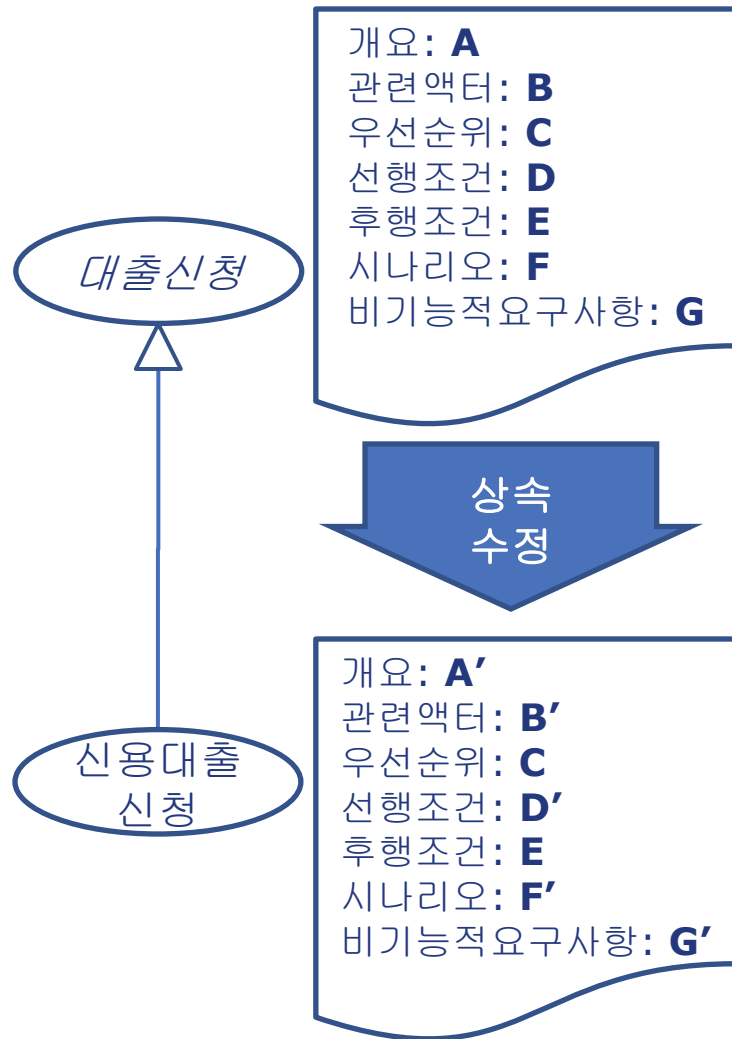 개요: A
관련액터: B
우선순위: C
선행조건: D
후행조건: E
시나리오: F
비기능적요구사항: G
대출신청
상속
수정
개요: A′
관련액터: B′
우선순위: C
선행조건: D′
후행조건: E
시나리오: F′
비기능적요구사항: G′
신용대출
신청